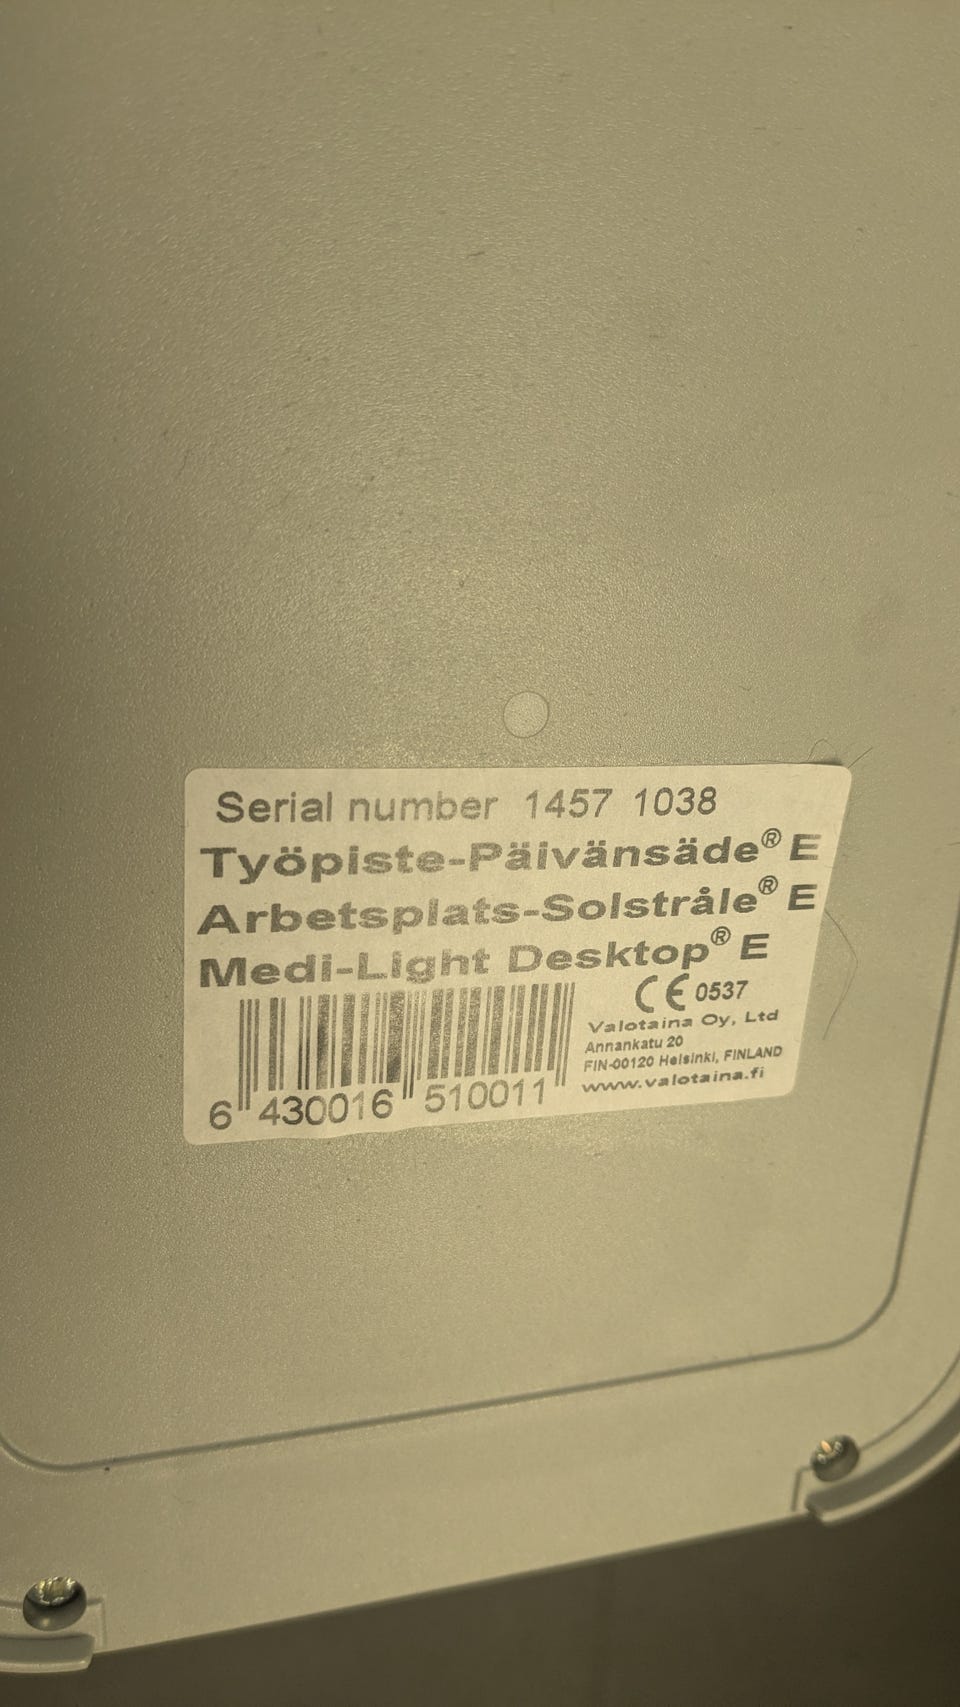 Serial number 1457 1038
Työpiste-Päivänsäde® E
Arbetsplats-Solstråle® E
Medi-Light Desktop® E
CE 0537
Valotaina Oy, Ltd
Annankatu 20
FIN-00120 Helsinki, FINLAND
www.valotaina.fi
6 430016 510011